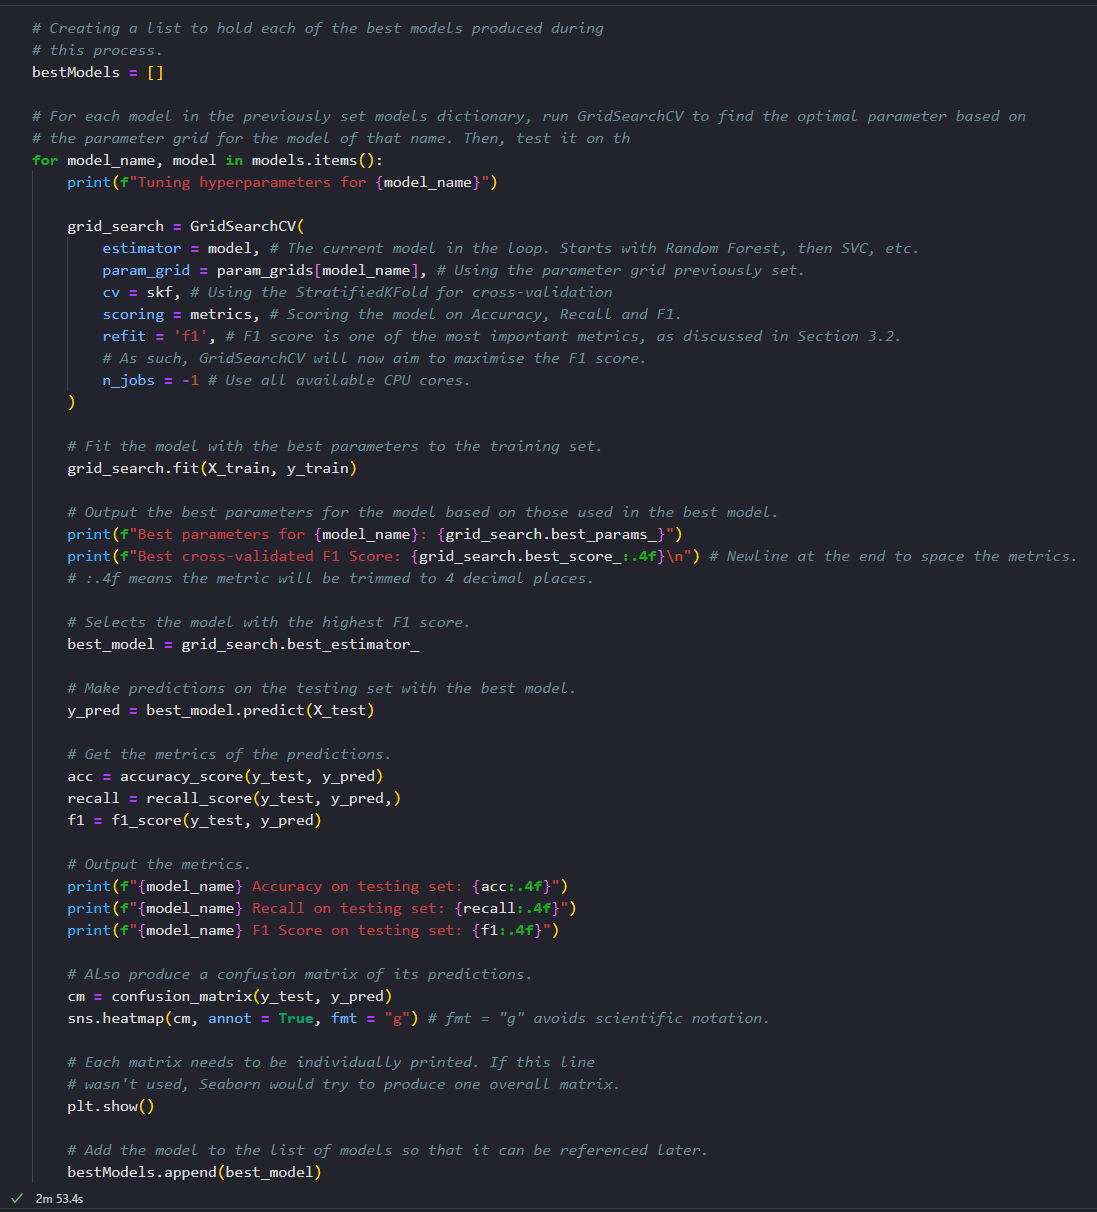 # Creating a list to hold each of the best models produced during
# this process.
bestModels = []

# For each model in the previously set models dictionary, run GridSearchCV to find the optimal parameter based on
# the parameter grid for the model of that name. Then, test it on th
for model_name, model in models.items():
    print(f"Tuning hyperparameters for {model_name}")

    grid_search = GridSearchCV(
        estimator = model, # The current model in the loop. Starts with Random Forest, then SVC, etc.
        param_grid = param_grids[model_name], # Using the parameter grid previously set.
        cv = skf, # Using the StratifiedKFold for cross-validation
        scoring = metrics, # Scoring the model on Accuracy, Recall and F1.
        refit = 'f1', # F1 score is one of the most important metrics, as discussed in Section 3.2.
        # As such, GridSearchCV will now aim to maximise the F1 score.
        n_jobs = -1 # Use all available CPU cores.
    )

    # Fit the model with the best parameters to the training set.
    grid_search.fit(X_train, y_train)

    # Output the best parameters for the model based on those used in the best model.
    print(f"Best parameters for {model_name}: {grid_search.best_params_}")
    print(f"Best cross-validated F1 Score: {grid_search.best_score_:.4f}\n") # Newline at the end to space the metrics.
    # :.4f means the metric will be trimmed to 4 decimal places.

    # Selects the model with the highest F1 score.
    best_model = grid_search.best_estimator_

    # Make predictions on the testing set with the best model.
    y_pred = best_model.predict(X_test)

    # Get the metrics of the predictions.
    acc = accuracy_score(y_test, y_pred)
    recall = recall_score(y_test, y_pred,)
    f1 = f1_score(y_test, y_pred)

    # Output the metrics.
    print(f"{model_name} Accuracy on testing set: {acc:.4f}")
    print(f"{model_name} Recall on testing set: {recall:.4f}")
    print(f"{model_name} F1 Score on testing set: {f1:.4f}")

    # Also produce a confusion matrix of its predictions.
    cm = confusion_matrix(y_test, y_pred)
    sns.heatmap(cm, annot = True, fmt = "g") # fmt = "g" avoids scientific notation.

    # Each matrix needs to be individually printed. If this line
    # wasn't used, Seaborn would try to produce one overall matrix.
    plt.show()

    # Add the model to the list of models so that it can be referenced later.
    bestModels.append(best_model)
✓ 2m 53.4s